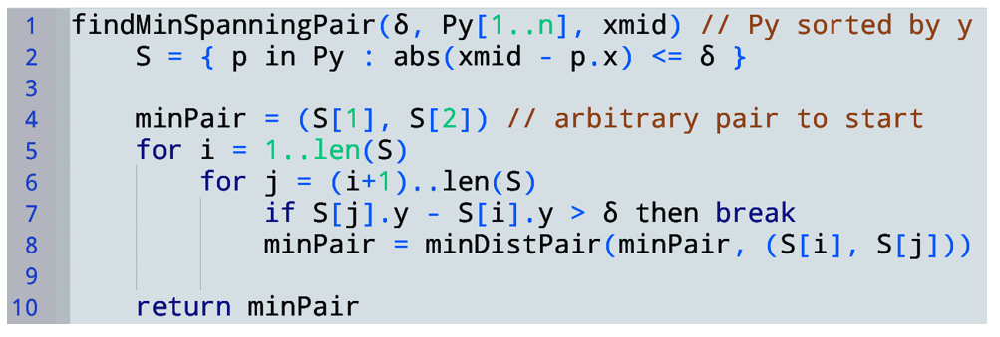 1 findMinSpanningPair(δ, Py[1..n], xmid) // Py sorted by y
2 S = { p in Py : abs(xmid - p.x) <= δ }
3
4 minPair = (S[1], S[2]) // arbitrary pair to start
5 for i = 1..len(S)
6 for j = (i+1)..len(S)
7 if S[j].y - S[i].y > δ then break
8 minPair = minDistPair(minPair, (S[i], S[j]))
9
10 return minPair